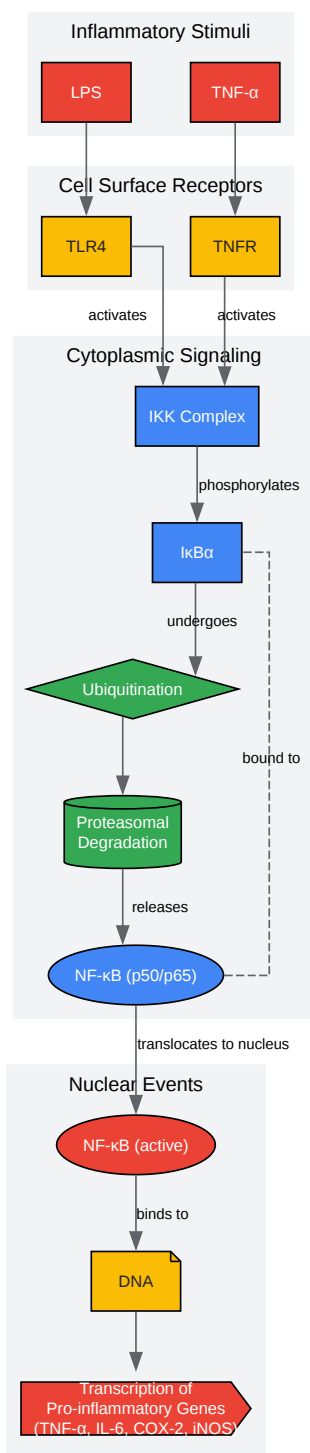 Inflammatory Stimuli
LPS
TNF-α
Cell Surface Receptors
TLR4
TNFR
activates
activates
Cytoplasmic Signaling
IKK Complex
phosphorylates
IκBα
undergoes
Ubiquitination
bound to
Proteasomal
Degradation
releases
NF-κB (p50/p65)
translocates to nucleus
Nuclear Events
NF-κB (active)
binds to
DNA
Transcription of
Pro-inflammatory Genes
(TNF-α, IL-6, COX-2, iNOS)